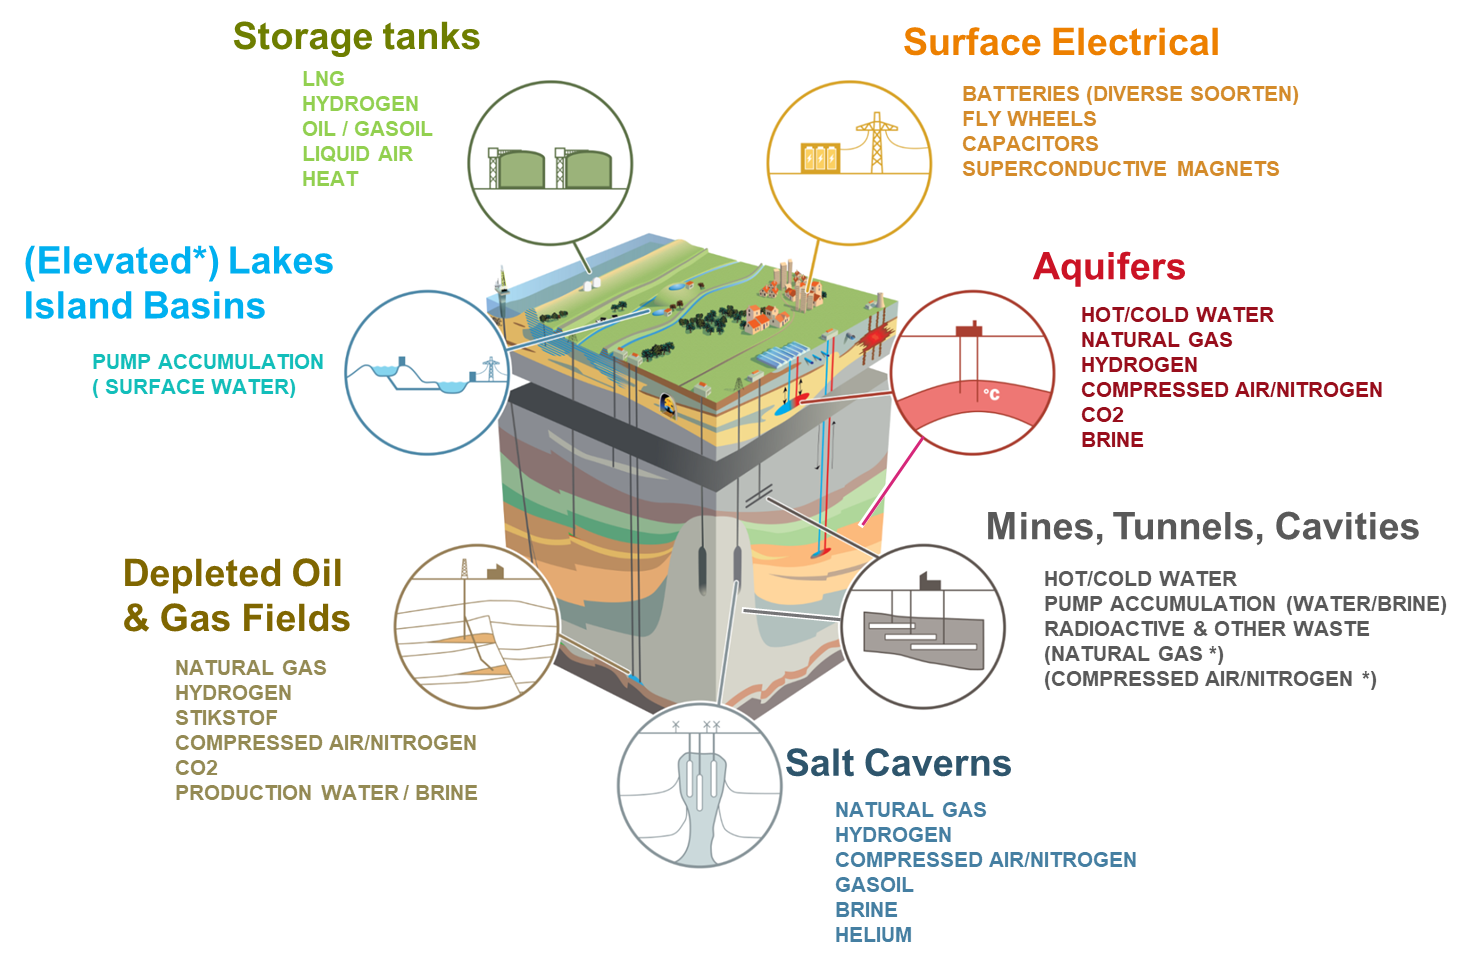 Storage tanks
LNG
HYDROGEN
OIL / GASOIL
LIQUID AIR
HEAT
Surface Electrical
BATTERIES (DIVERSE SOORTEN)
FLY WHEELS
CAPACITORS
SUPERCONDUCTIVE MAGNETS
(Elevated*) Lakes
Island Basins
PUMP ACCUMULATION
( SURFACE WATER)
Aquifers
HOT/COLD WATER
NATURAL GAS
HYDROGEN
COMPRESSED AIR/NITROGEN
CO2
BRINE
°C
Mines, Tunnels, Cavities
HOT/COLD WATER
PUMP ACCUMULATION (WATER/BRINE)
RADIOACTIVE & OTHER WASTE
(NATURAL GAS *)
(COMPRESSED AIR/NITROGEN *)
Depleted Oil
& Gas Fields
NATURAL GAS
HYDROGEN
STIKSTOF
COMPRESSED AIR/NITROGEN
CO2
PRODUCTION WATER / BRINE
Salt Caverns
NATURAL GAS
HYDROGEN
COMPRESSED AIR/NITROGEN
GASOIL
BRINE
HELIUM